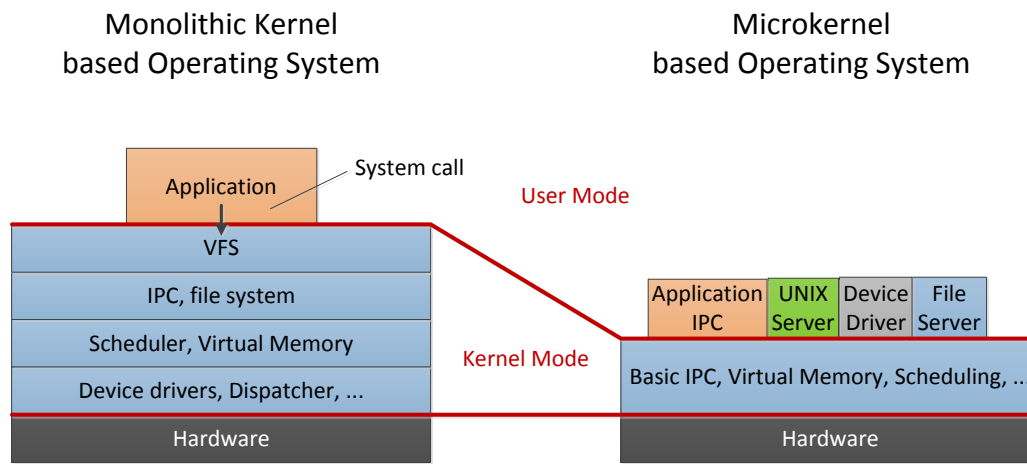 Monolithic Kernel
based Operating System
Microkernel
based Operating System
Application
System call
User Mode
VFS
IPC, file system
Scheduler, Virtual Memory
Device drivers, Dispatcher, ...
Hardware
Kernel Mode
Application
IPC
UNIX
Server
Device
Driver
File
Server
Basic IPC, Virtual Memory, Scheduling, ...
Hardware